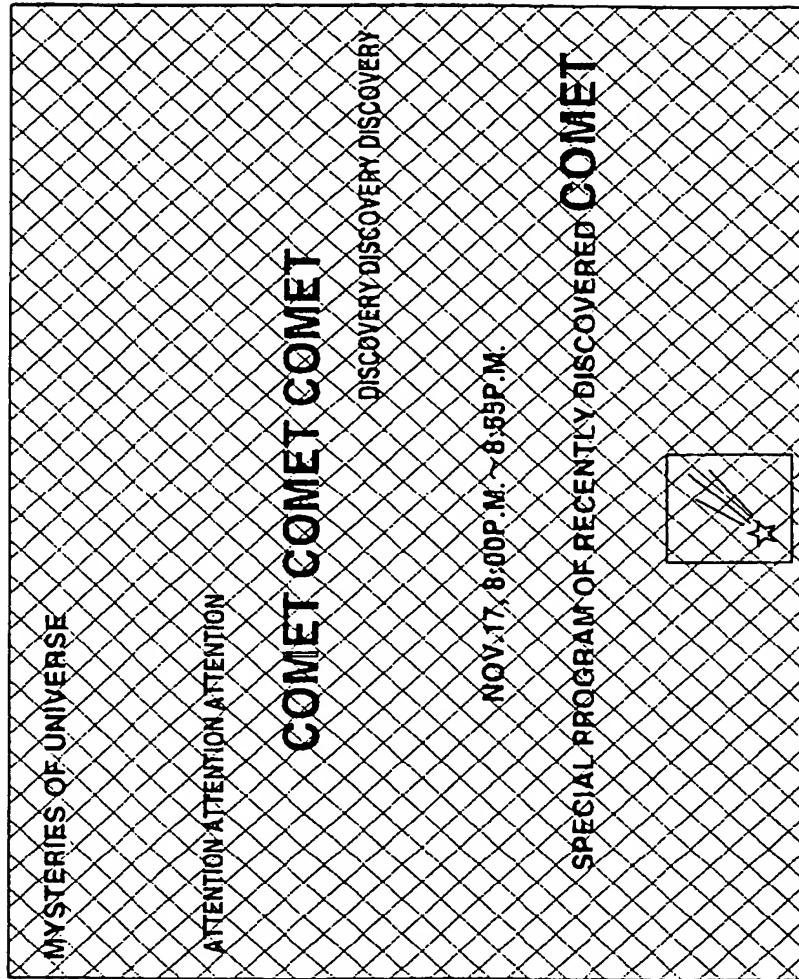 MYSTERIES OF UNIVERSE
ATTENTION ATTENTION ATTENTION
COMET COMET COMET
DISCOVERY DISCOVERY DISCOVERY
NOV.17, 8:00P.M.~8:55P.M.
SPECIAL PROGRAM OF RECENTLY DISCOVERED COMET